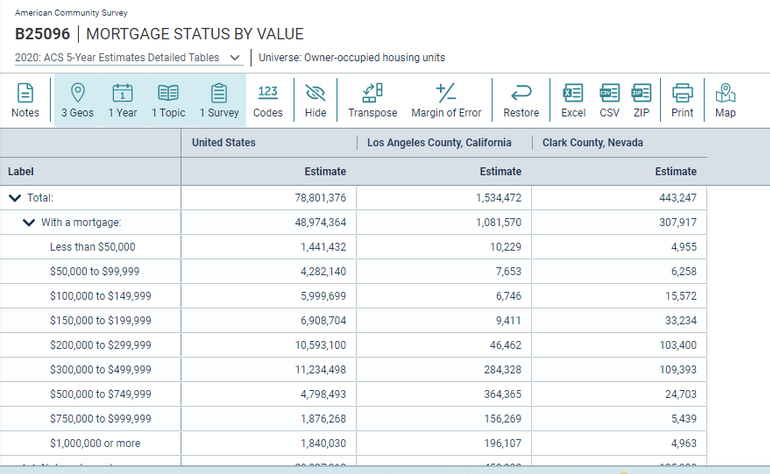 American Community Survey
B25096 | MORTGAGE STATUS BY VALUE
2020: ACS 5-Year Estimates Detailed Tables | Universe: Owner-occupied housing units
123
1 CSV ZIP
Notes 3 Geos 1 Year 1 Topic 1 Survey Codes Hide Transpose Margin of Error Restore Excel CSV ZIP Print Map
United States Los Angeles County, California Clark County, Nevada
Label Estimate Estimate Estimate
Total: 78,801,376 1,534,472 443,247
With a mortgage: 48,974,364 1,081,570 307,917
Less than $50,000 1,441,432 10,229 4,955
$50,000 to $99,999 4,282,140 7,653 6,258
$100,000 to $149,999 5,999,699 6,746 15,572
$150,000 to $199,999 6,908,704 9,411 33,234
$200,000 to $299,999 10,593,100 46,462 103,400
$300,000 to $499,999 11,234,498 284,328 109,393
$500,000 to $749,999 4,798,493 364,365 24,703
$750,000 to $999,999 1,876,268 156,269 5,439
$1,000,000 or more 1,840,030 196,107 4,963